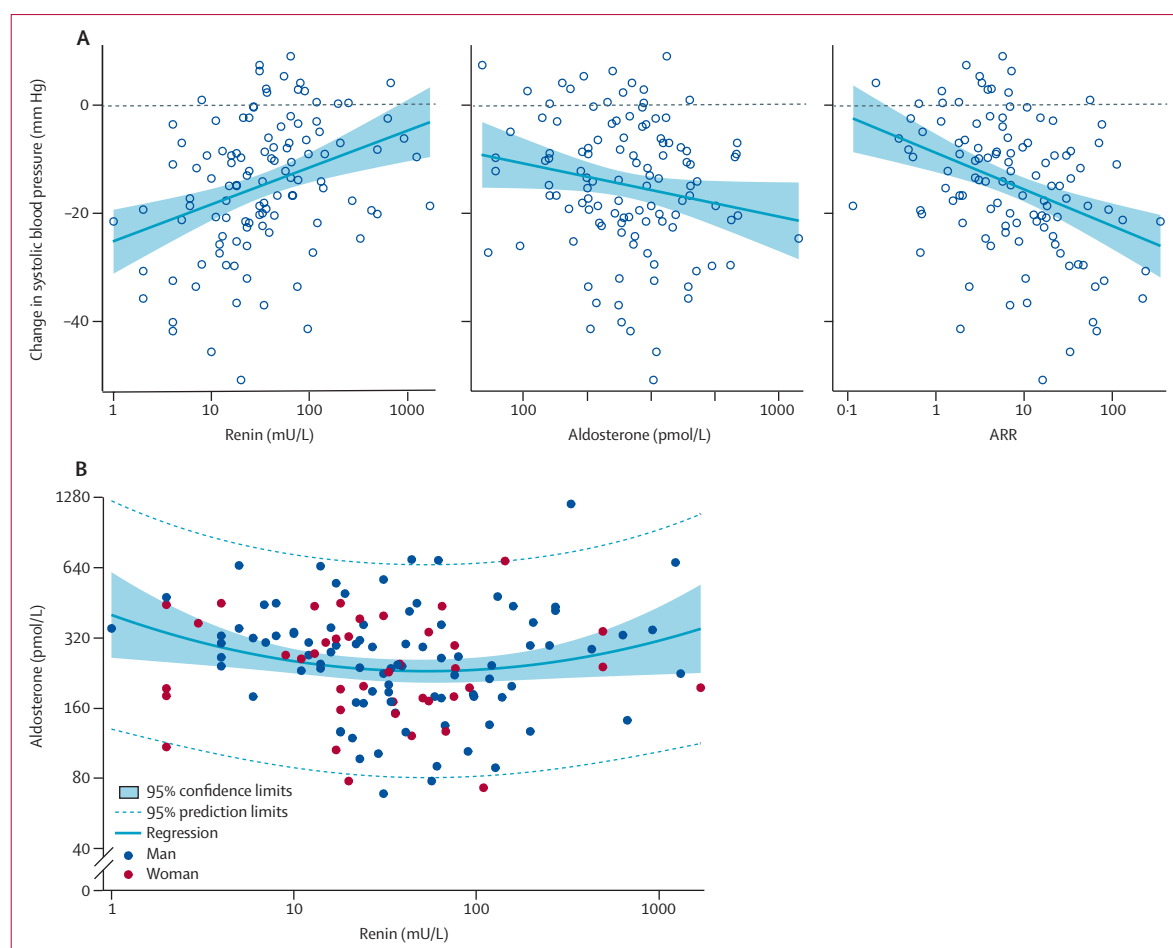 A
Change in systolic blood pressure (mm Hg)
0
−20
−40
1
10
100
1000
Renin (mU/L)
100
1000
Aldosterone (pmol/L)
0·1
1
10
100
ARR
B
Aldosterone (pmol/L)
1280
640
320
160
80
40
0
95% confidence limits
95% prediction limits
Regression
Man
Woman
1
10
100
1000
Renin (mU/L)